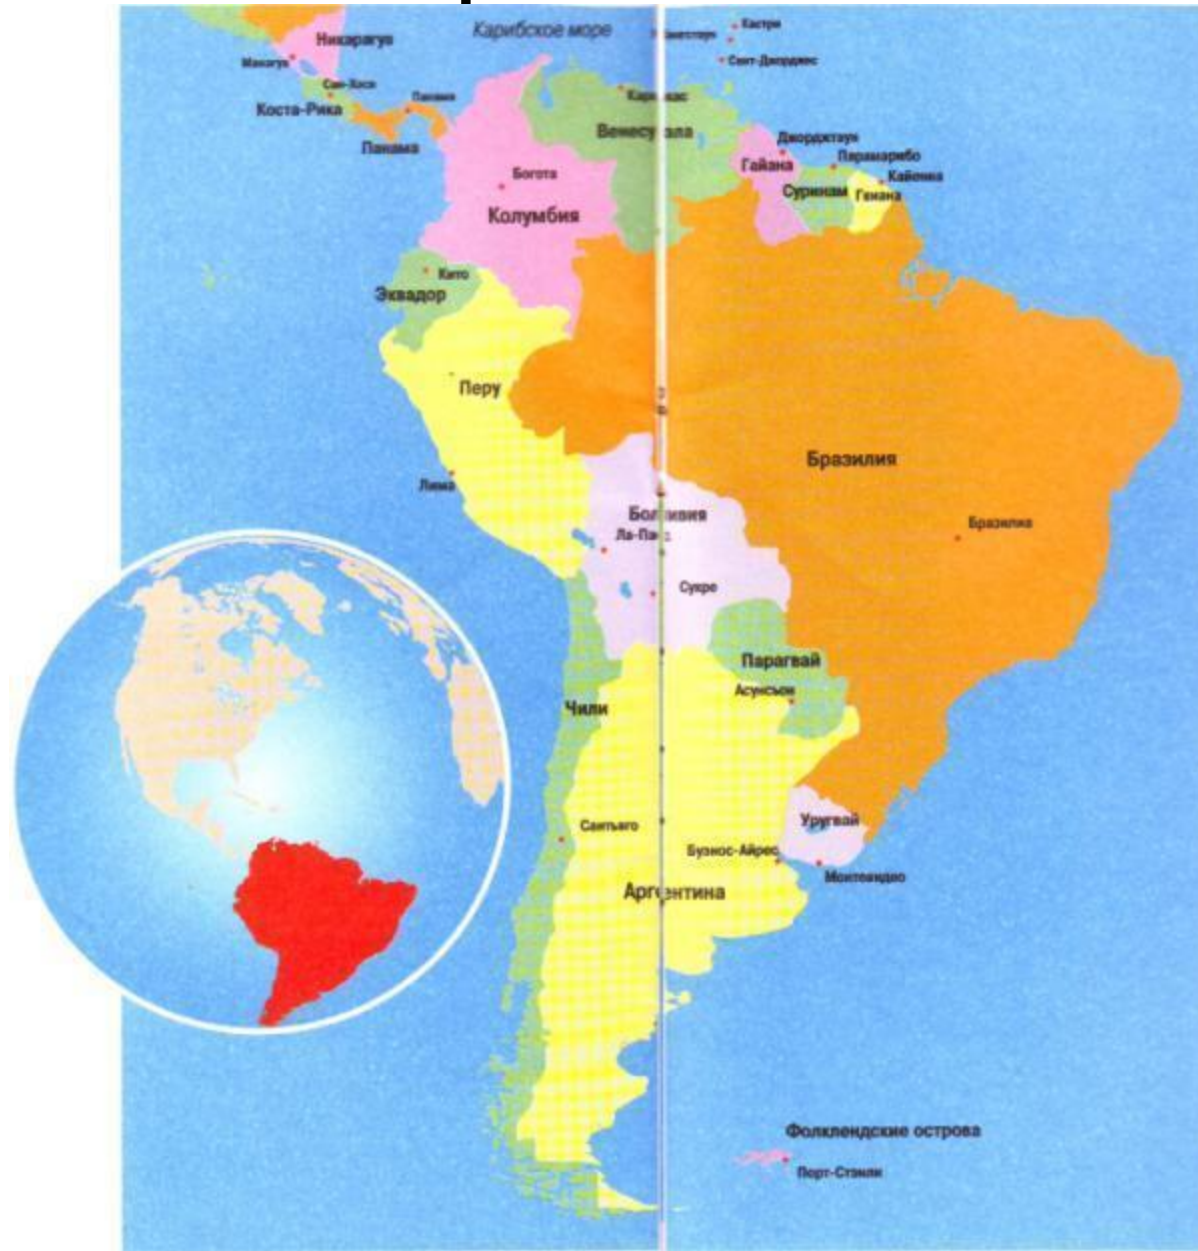 Карибское море
Кастри
Никарагуа
Манагуа
Сент-Джорджес
Сан-Хосе
Панама
Каракас
Коста-Рика
Венесуэла
Панама
Джорджтаун
Парамарибо
Гайана
Кайенна
Богота
Суринам
Гвиана
Колумбия
Кито
Эквадор
Перу
Бразилия
Лима
Боливия
Бразилиа
Ла-Пас
Сукре
Парагвай
Асунсьон
Чили
Уругвай
Сантьяго
Буэнос-Айрес
Монтевидео
Аргентина
Фолклендские острова
Порт-Стэнли